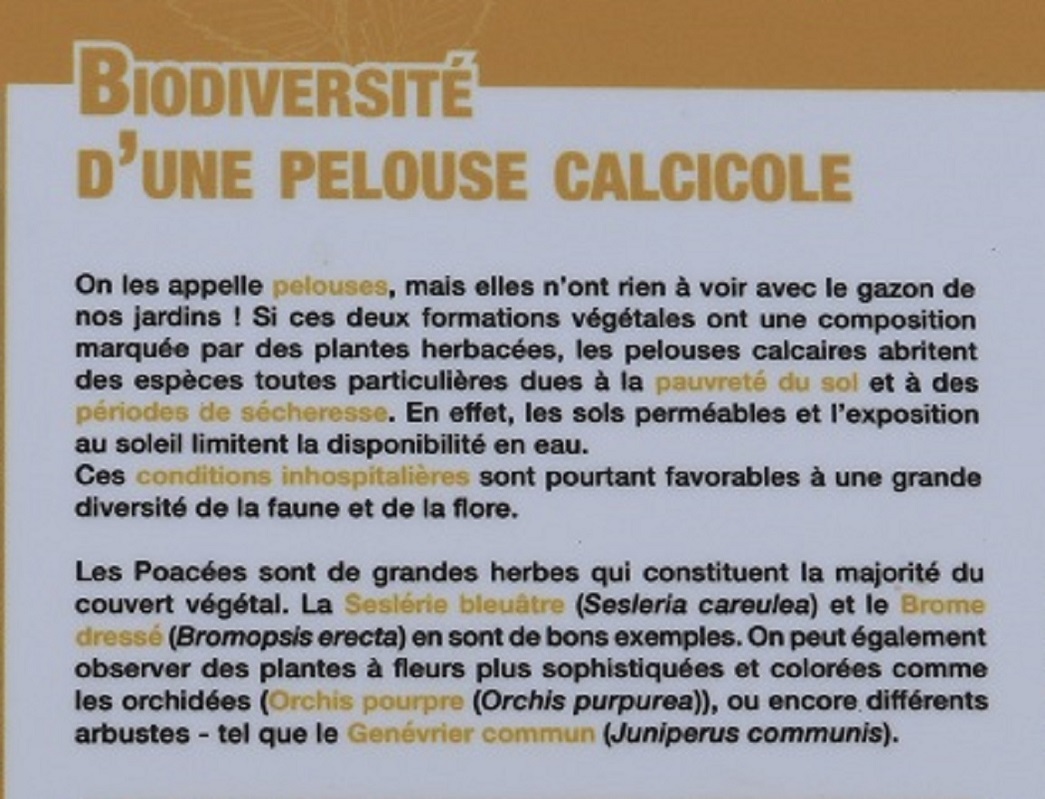 BIODIVERSITÉ
D'UNE PELOUSE CALCICOLE
On les appelle pelouses, mais elles n'ont rien à voir avec le gazon de
nos jardins ! Si ces deux formations végétales ont une composition
marquée par des plantes herbacées, les pelouses calcaires abritent
des espèces toutes particulières dues à la pauvreté du sol et à des
périodes de sécheresse. En effet, les sols perméables et l'exposition
au soleil limitent la disponibilité en eau.
Ces conditions inhospitalières sont pourtant favorables à une grande
diversité de la faune et de la flore.
Les Poacées sont de grandes herbes qui constituent la majorité du
couvert végétal. La Seslérie bleuâtre (Sesleria careulea) et le Brome
dressé (Bromopsis erecta) en sont de bons exemples. On peut également
observer des plantes à fleurs plus sophistiquées et colorées comme
les orchidées (Orchis pourpre (Orchis purpurea)), ou encore différents
arbustes - tel que le Genévrier commun (Juniperus communis).